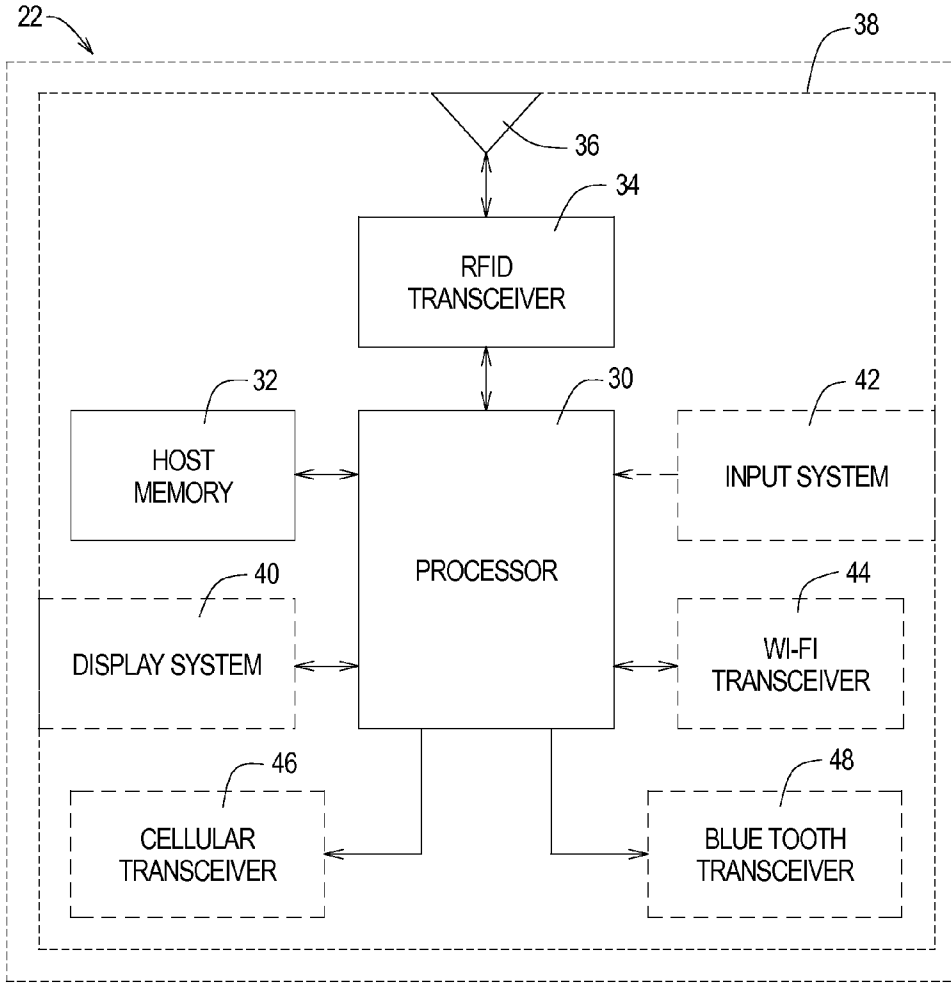 22
38
36
34
RFID
TRANSCEIVER
32
30
42
HOST
MEMORY
INPUT SYSTEM
PROCESSOR
40
44
DISPLAY SYSTEM
WI-FI
TRANSCEIVER
46
48
CELLULAR
TRANSCEIVER
BLUE TOOTH
TRANSCEIVER